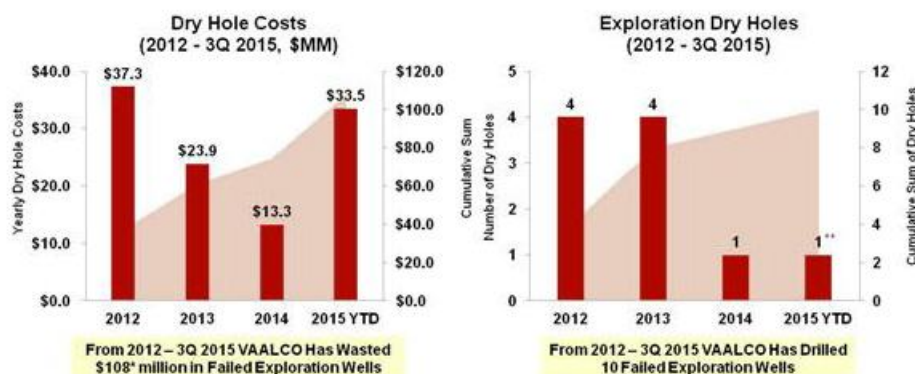 Dry Hole Costs
(2012 - 3Q 2015, $MM)
Yearly Dry Hole Costs
$40.0
$30.0
$20.0
$10.0
$0.0
$37.3
$23.9
$13.3
$33.5
$120.0
$100.0
$80.0
$60.0
$40.0
$20.0
$0.0
Cumulative Sum
2012 2013 2014 2015 YTD
From 2012 – 3Q 2015 VAALCO Has Wasted
$108* million in Failed Exploration Wells
Exploration Dry Holes
(2012 - 3Q 2015)
Number of Dry Holes
5
4
3
2
1
0
4
4
1
1**
12
10
8
6
4
2
0
Cumulative Sum of Dry Holes
2012 2013 2014 2015 YTD
From 2012 – 3Q 2015 VAALCO Has Drilled
10 Failed Exploration Wells